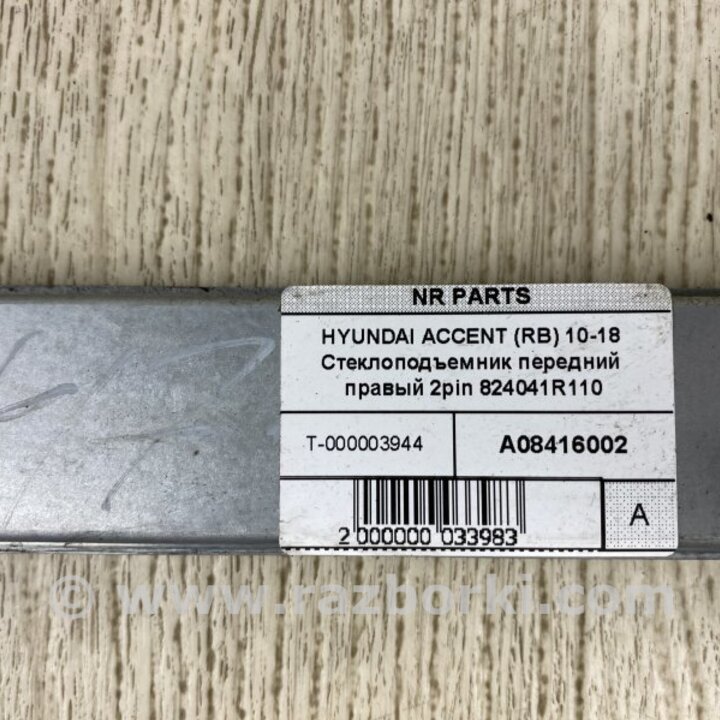 NR PARTS
HYUNDAI ACCENT (RB) 10-18
Стеклоподъемник передний
правый 2pin 824041R110
T-000003944
A08416002
2 000000 033983
A
© www.razborki.com